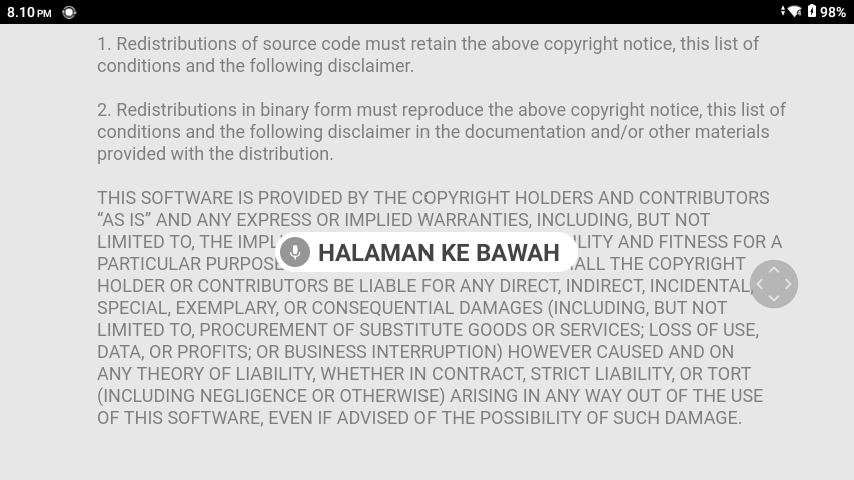 8.10 PM 98%
1. Redistributions of source code must retain the above copyright notice, this list of
conditions and the following disclaimer.
2. Redistributions in binary form must reproduce the above copyright notice, this list of
conditions and the following disclaimer in the documentation and/or other materials
provided with the distribution.
THIS SOFTWARE IS PROVIDED BY THE COPYRIGHT HOLDERS AND CONTRIBUTORS
“AS IS” AND ANY EXPRESS OR IMPLIED WARRANTIES, INCLUDING, BUT NOT
LIMITED TO, THE AND FITNESS FOR A
HALAMAN KE BAWAH
PARTICULAR PURPOSE THE COPYRIGHT
HOLDER OR CONTRIBUTORS BE LIABLE FOR ANY DIRECT, INDIRECT, INCIDENTAL,
SPECIAL, EXEMPLARY, OR CONSEQUENTIAL DAMAGES (INCLUDING, BUT NOT
LIMITED TO, PROCUREMENT OF SUBSTITUTE GOODS OR SERVICES; LOSS OF USE,
DATA, OR PROFITS; OR BUSINESS INTERRUPTION) HOWEVER CAUSED AND ON
ANY THEORY OF LIABILITY, WHETHER IN CONTRACT, STRICT LIABILITY, OR TORT
(INCLUDING NEGLIGENCE OR OTHERWISE) ARISING IN ANY WAY OUT OF THE USE
OF THIS SOFTWARE, EVEN IF ADVISED OF THE POSSIBILITY OF SUCH DAMAGE.